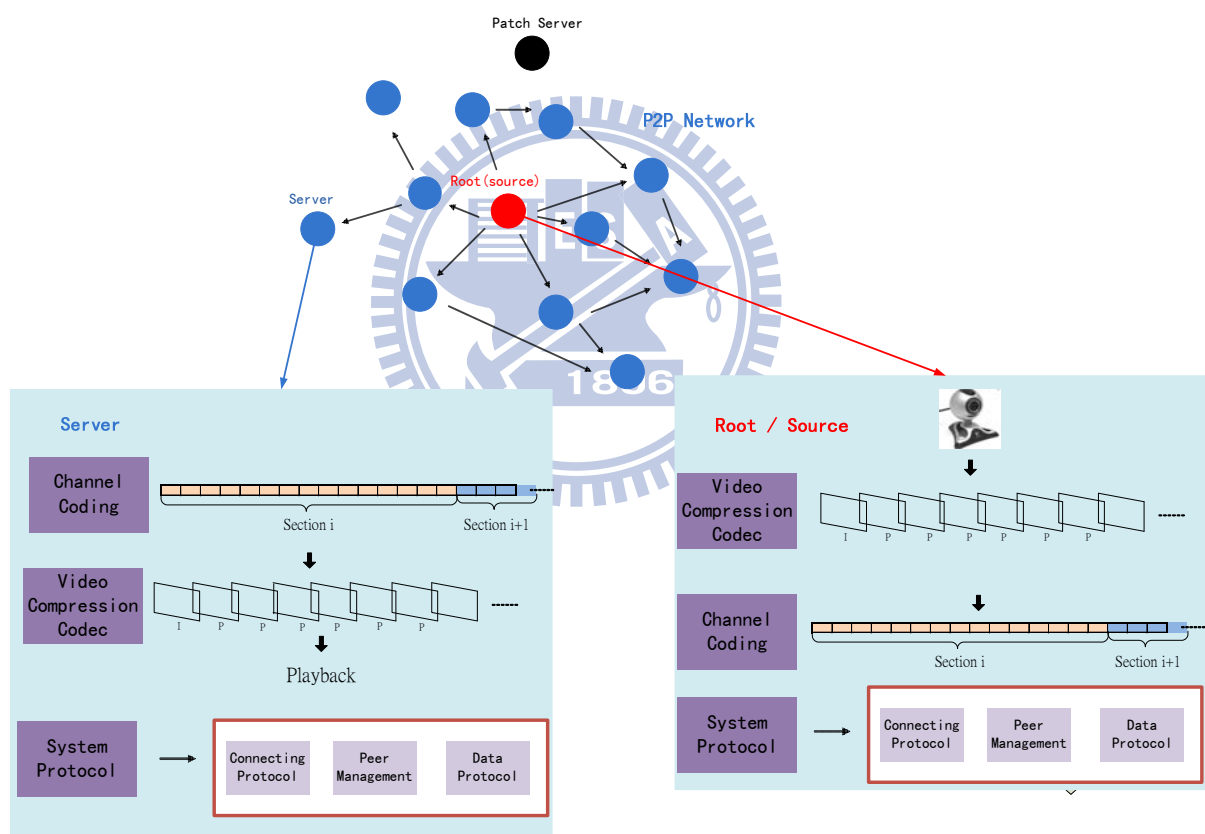 Patch Server
P2P Network
Root(source)
Server
ESA
1896
Server
Channel
Coding
Section i
Section i+1
Video
Compression
Codec
I P P P P P P
Playback
System
Protocol
Connecting
Protocol
Peer
Management
Data
Protocol
Root / Source
Video
Compression
Codec
I P P P P P P
Channel
Coding
Section i
Section i+1
System
Protocol
Connecting
Protocol
Peer
Management
Data
Protocol